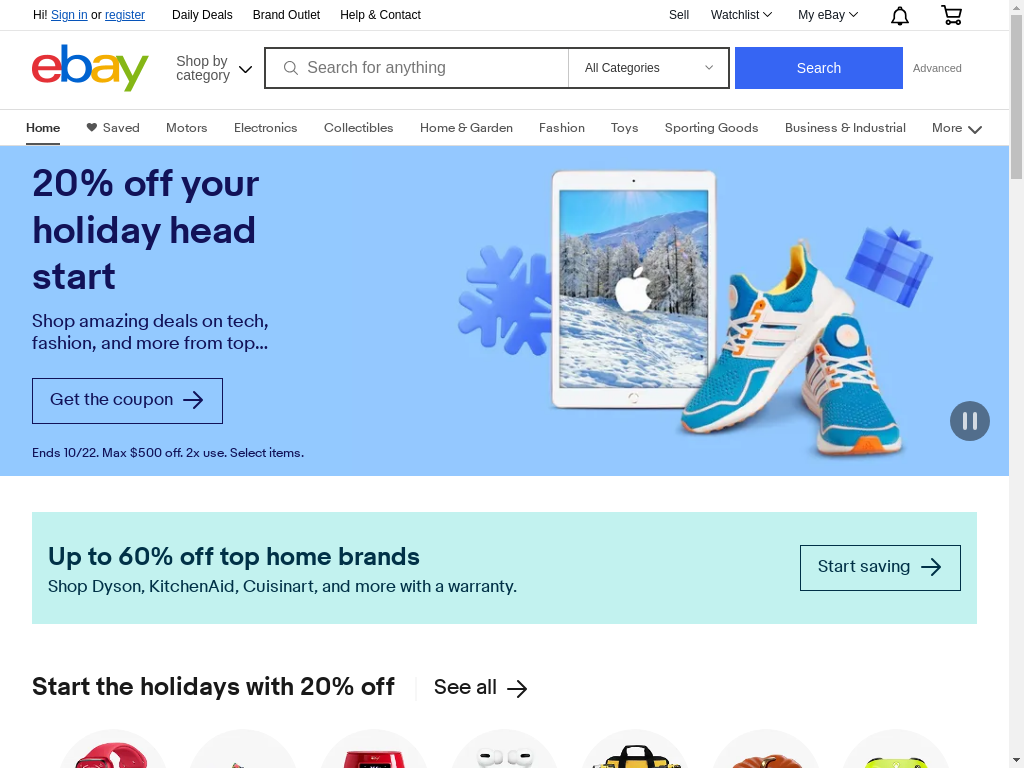 Hi! Sign in or register
Daily Deals
Brand Outlet
Help & Contact
Sell
Watchlist
My eBay
ebay
Shop by
category
Search for anything
All Categories
Search
Advanced
Home
Saved
Motors
Electronics
Collectibles
Home & Garden
Fashion
Toys
Sporting Goods
Business & Industrial
More
20% off your
holiday head
start
Shop amazing deals on tech,
fashion, and more from top...
Get the coupon
Ends 10/22. Max $500 off. 2x use. Select items.
Up to 60% off top home brands
Shop Dyson, KitchenAid, Cuisinart, and more with a warranty.
Start saving
Start the holidays with 20% off
See all